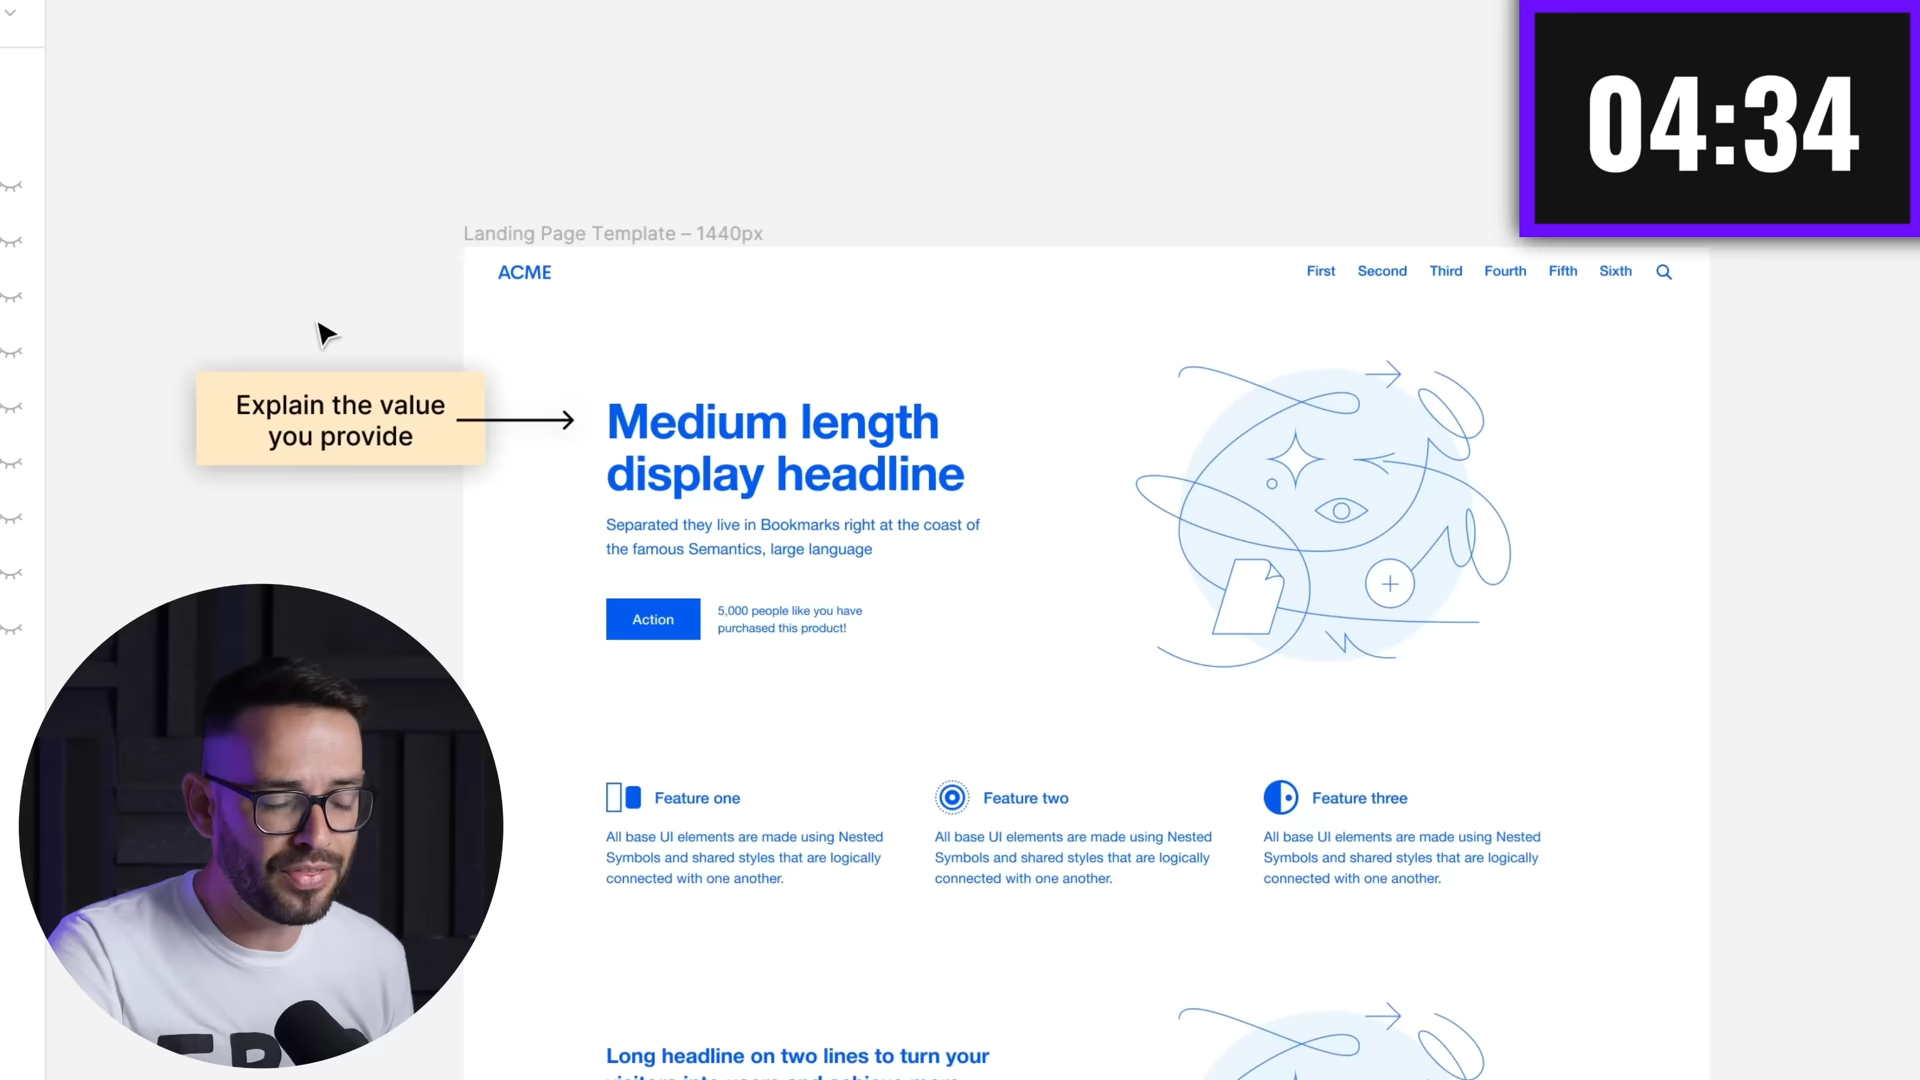 04:34
Landing Page Template – 1440px
ACME
First Second Third Fourth Fifth Sixth
Explain the value
you provide
Medium length
display headline
Separated they live in Bookmarks right at the coast of
the famous Semantics, large language
Action
5,000 people like you have
purchased this product!
Feature one
All base UI elements are made using Nested
Symbols and shared styles that are logically
connected with one another.
Feature two
All base UI elements are made using Nested
Symbols and shared styles that are logically
connected with one another.
Feature three
All base UI elements are made using Nested
Symbols and shared styles that are logically
connected with one another.
Long headline on two lines to turn your